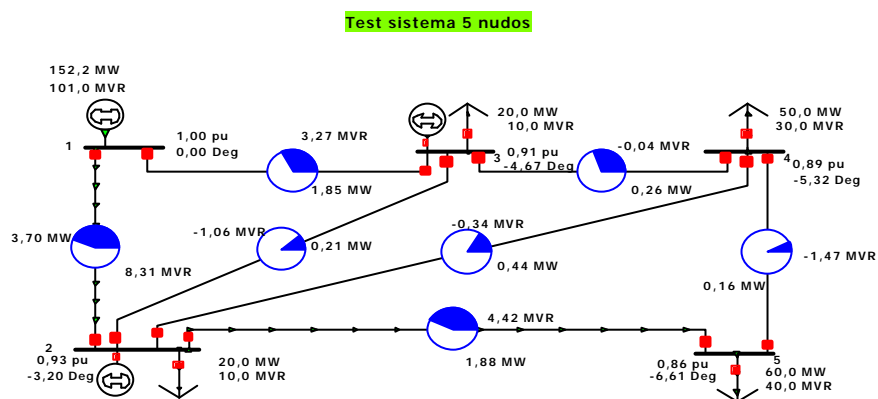 Test sistema 5 nudos
152,2 MW
101,0 MVR
1
1,00 pu
0,00 Deg
3,27 MVR
1,85 MW
20,0 MW
10,0 MVR
3
0,91 pu
-4,67 Deg
-0,04 MVR
0,26 MW
50,0 MW
30,0 MVR
4
0,89 pu
-5,32 Deg
3,70 MW
8,31 MVR
-1,06 MVR
0,21 MW
-0,34 MVR
0,44 MW
-1,47 MVR
0,16 MW
4,42 MVR
1,88 MW
2
0,93 pu
-3,20 Deg
20,0 MW
10,0 MVR
0,86 pu
-6,61 Deg
5
60,0 MW
40,0 MVR